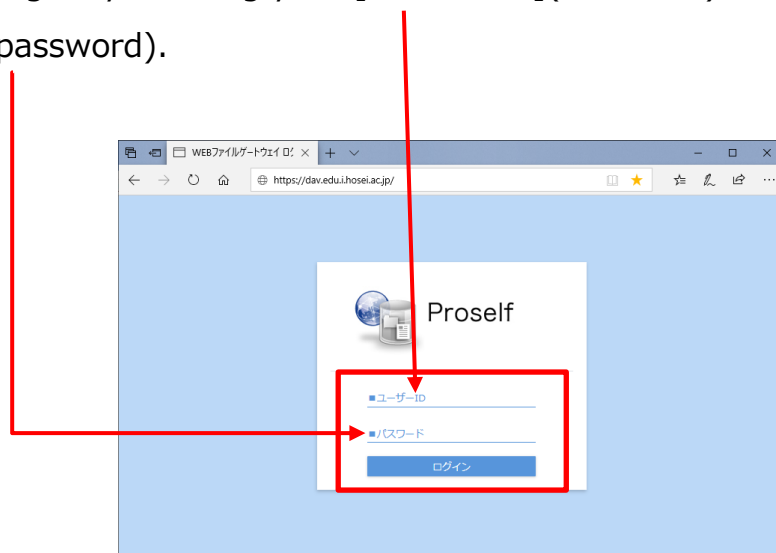 password).
WEBファイルゲートウェイ ログ
https://dav.edu.i.hosei.ac.jp/
Proself
■ユーザーID
■パスワード
ログイン